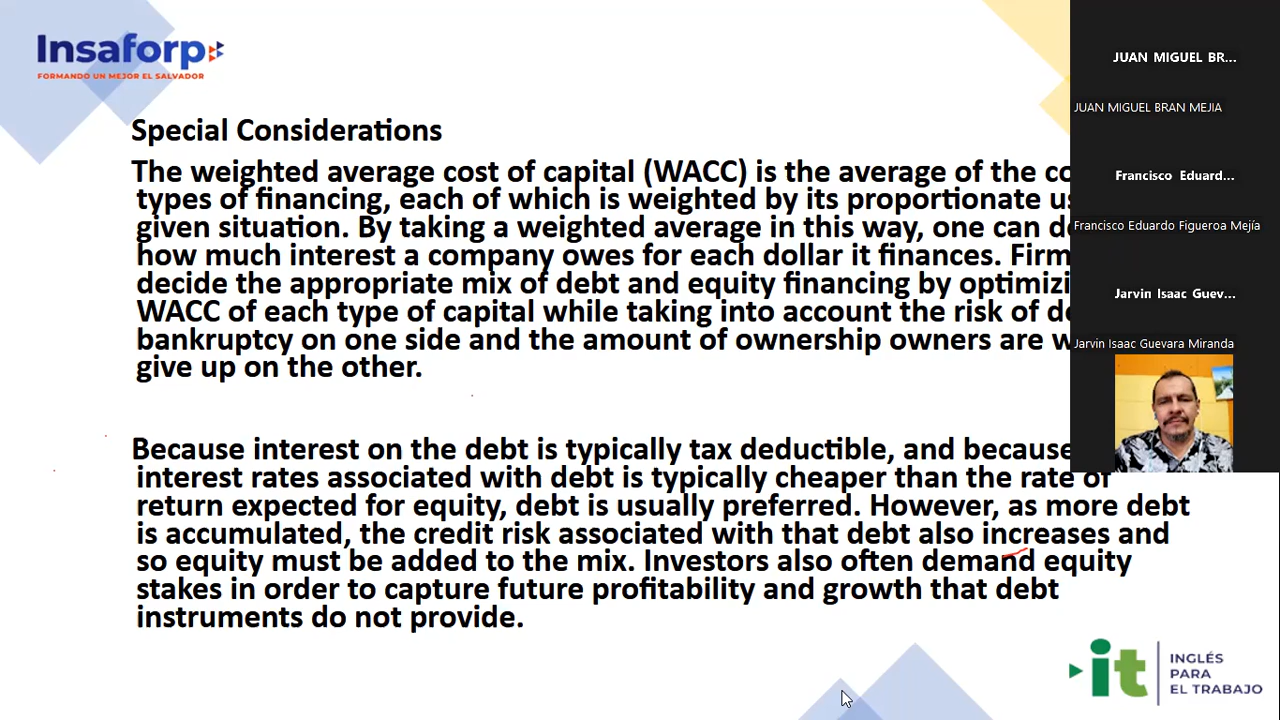 Insaforp
FORMANDO UN MEJOR EL SALVADOR
Special Considerations
The weighted average cost of capital (WACC) is the average of the
types of financing, each of which is weighted by its proportionate
given situation. By taking a weighted average in this way, one can
how much interest a company owes for each dollar it finances.
decide the appropriate mix of debt and equity financing by
WACC of each type of capital while taking into account the risk of
bankruptcy on one side and the amount of ownership owners are
give up on the other.
Because interest on the debt is typically tax deductible, and because
interest rates associated with debt is typically cheaper than the rate of
return expected for equity, debt is usually preferred. However, as more debt
is accumulated, the credit risk associated with that debt also increases and
so equity must be added to the mix. Investors also often demand equity
stakes in order to capture future profitability and growth that debt
instruments do not provide.
JUAN MIGUEL BR...
JUAN MIGUEL BRAN MEJIA
Francisco Eduard...
Francisco Eduardo Figueroa Mejía
Jarvin Isaac Guev...
Jarvin Isaac Guevara Miranda
it
INGLÉS
PARA
EL TRABAJO